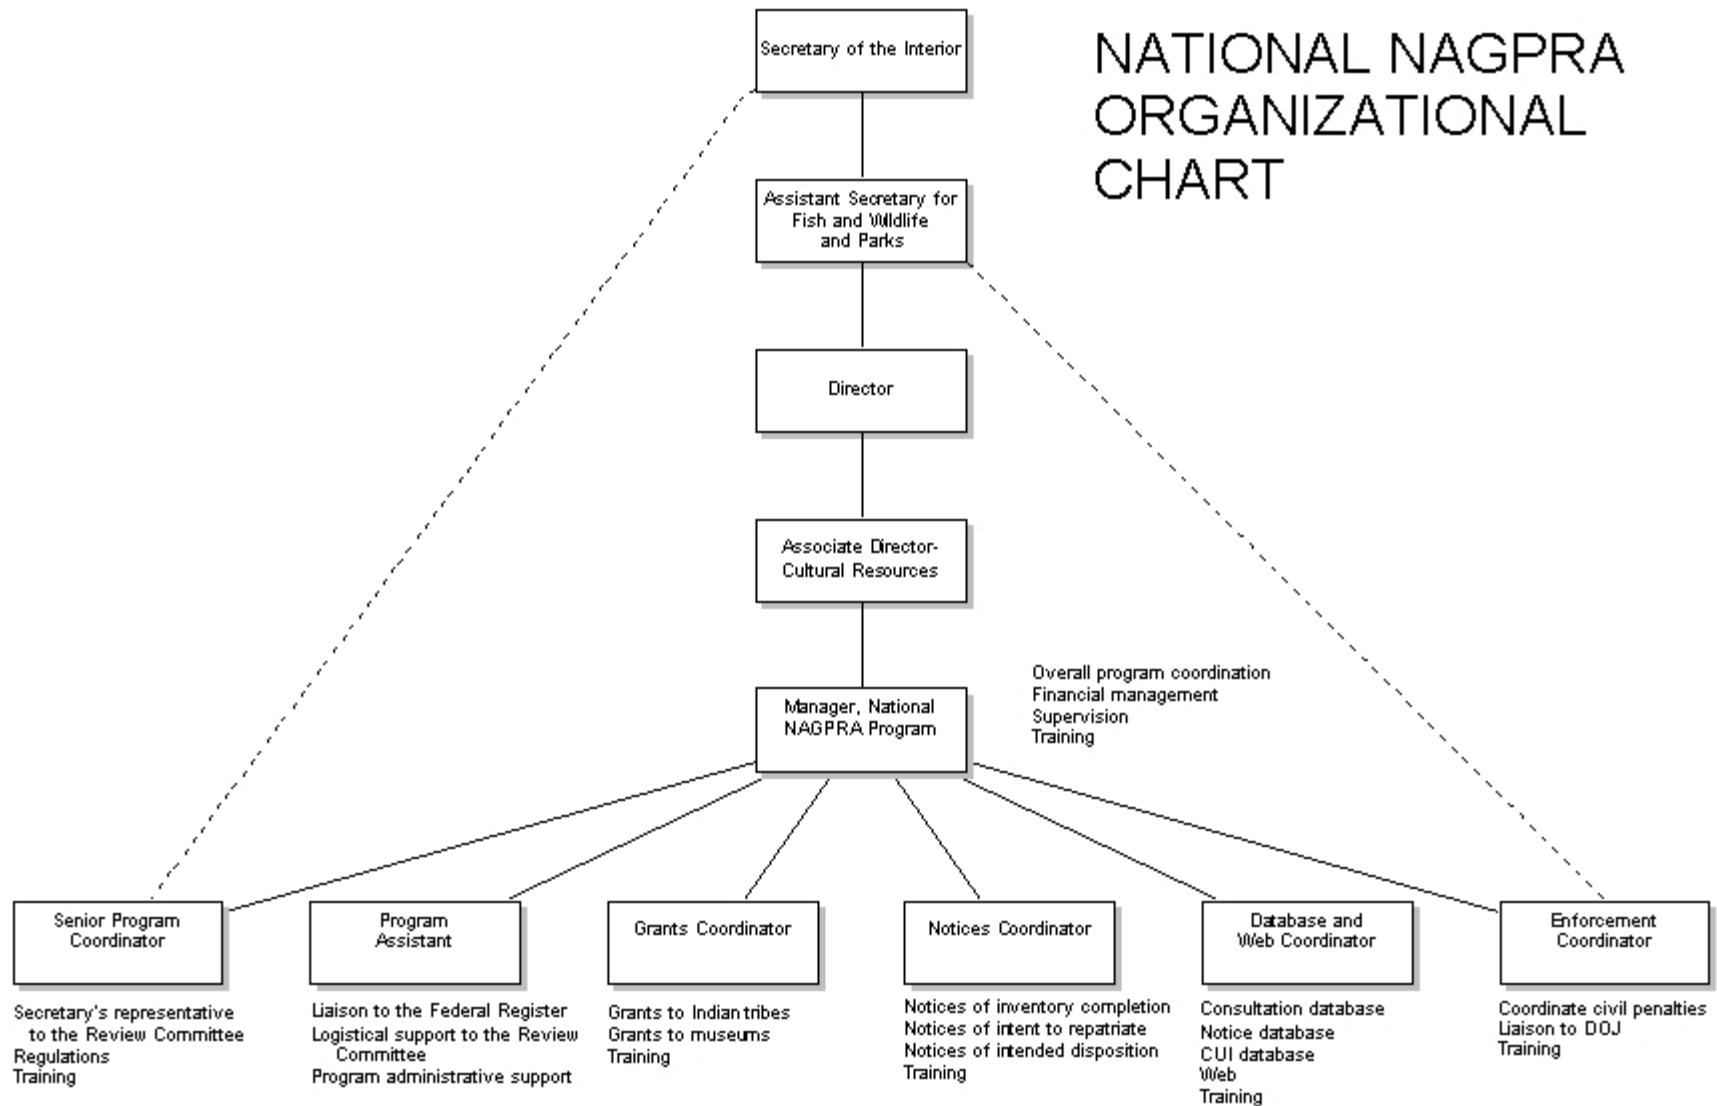 NATIONAL NAGPRA
ORGANIZATIONAL
CHART
Secretary of the Interior
Assistant Secretary for
Fish and Wildlife
and Parks
Director
Associate Director-
Cultural Resources
Manager, National
NAGPRA Program
Overall program coordination
Financial management
Supervision
Training
Senior Program
Coordinator
Secretary's representative
to the Review Committee
Regulations
Training
Program
Assistant
Liaison to the Federal Register
Logistical support to the Review
Committee
Program administrative support
Grants Coordinator
Grants to Indian tribes
Grants to museums
Training
Notices Coordinator
Notices of inventory completion
Notices of intent to repatriate
Notices of intended disposition
Training
Database and
Web Coordinator
Consultation database
Notice database
CUI database
Web
Training
Enforcement
Coordinator
Coordinate civil penalties
Liaison to DOJ
Training